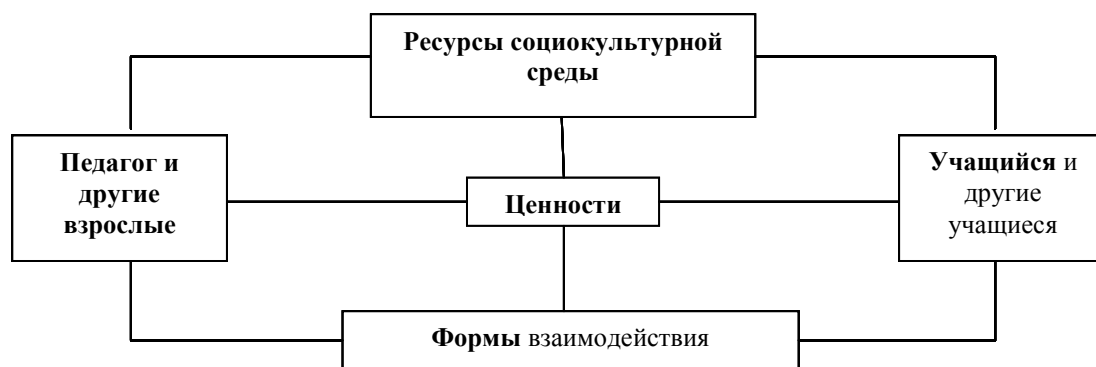 Ресурсы социокультурной
среды
Педагог и
другие
взрослые
Ценности
Учащийся и
другие
учащиеся
Формы взаимодействия